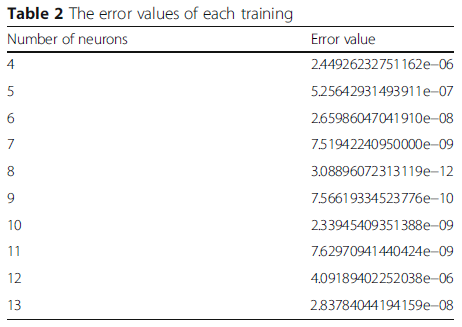 Table 2 The error values of each training
Number of neurons Error value
4 2.44926232751162e–06
5 5.25642931493911e–07
6 2.65986047041910e–08
7 7.51942240950000e–09
8 3.08896072313119e–12
9 7.56619334523776e–10
10 2.33945409351388e–09
11 7.62970941440424e–09
12 4.09189402252038e–06
13 2.83784044194159e–08